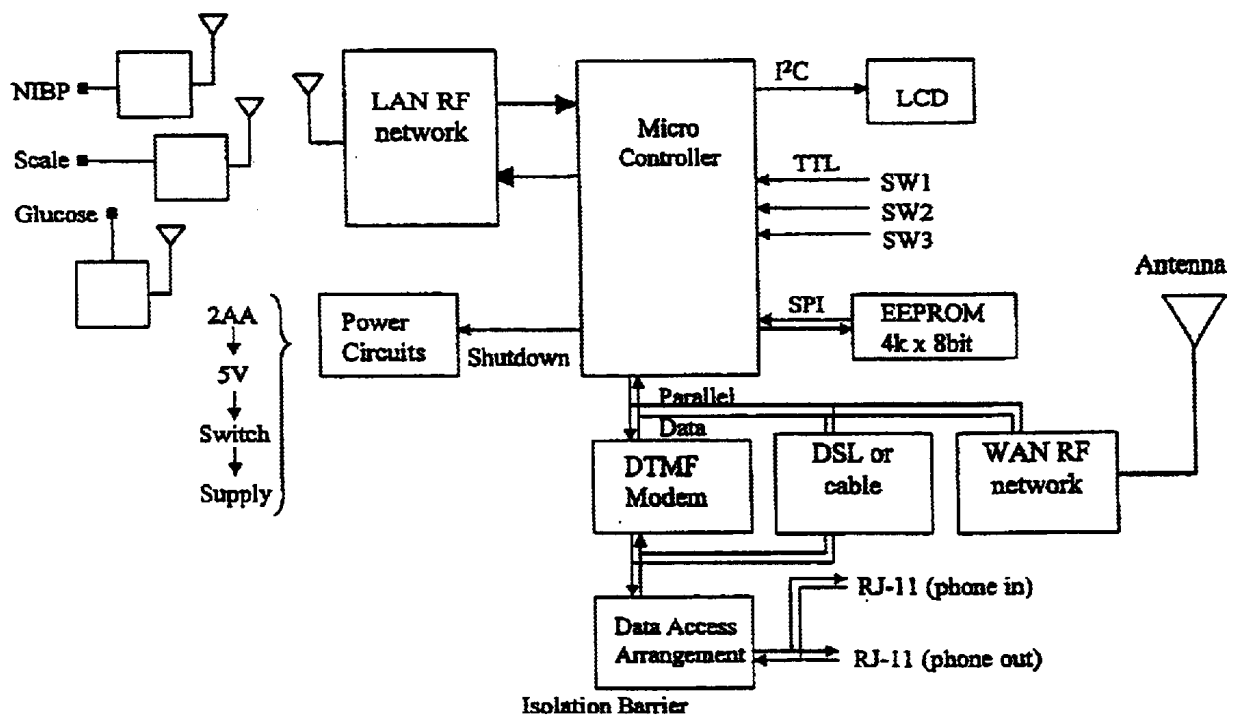 NIBP
Scale
Glucose
LAN RF
network
Micro
Controller
I²C
LCD
TTL
SW1
SW2
SW3
Antenna
2AA
5V
Switch
Supply
Power
Circuits
Shutdown
SPI
EEPROM
4k x 8bit
Parallel
Data
DTMF
Modem
DSL or
cable
WAN RF
network
Data Access
Arrangement
RJ-11 (phone in)
RJ-11 (phone out)
Isolation Barrier